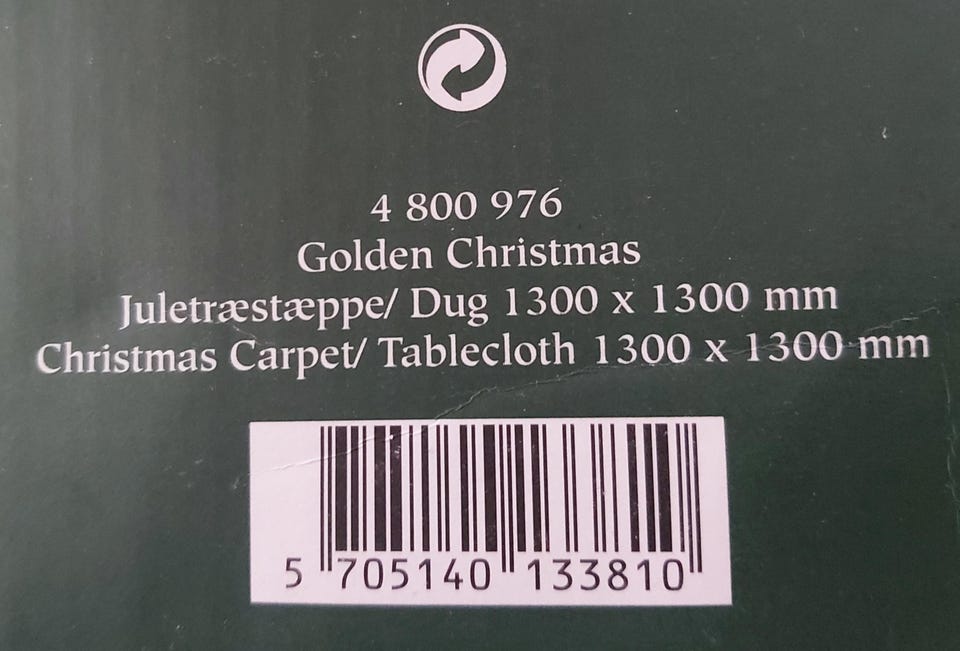 4 800 976
Golden Christmas
Juletræstæppe/ Dug 1300 x 1300 mm
Christmas Carpet/ Tablecloth 1300 x 1300 mm
5 705140 133810